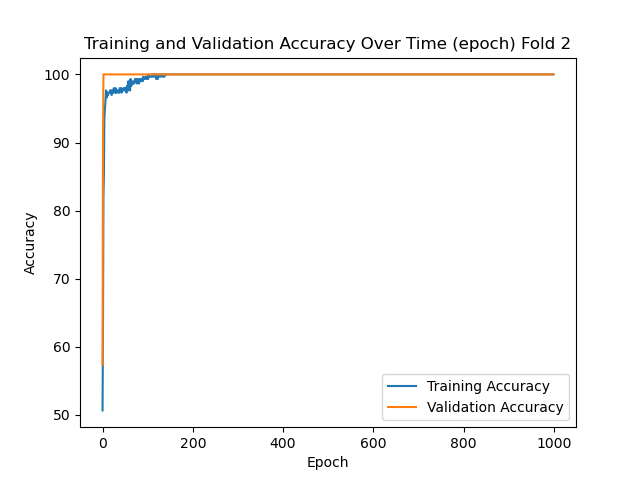 Training and Validation Accuracy Over Time (epoch) Fold 2
100
90
80
70
60
50
Accuracy
0
200
400
600
800
1000
Epoch
Training Accuracy
Validation Accuracy